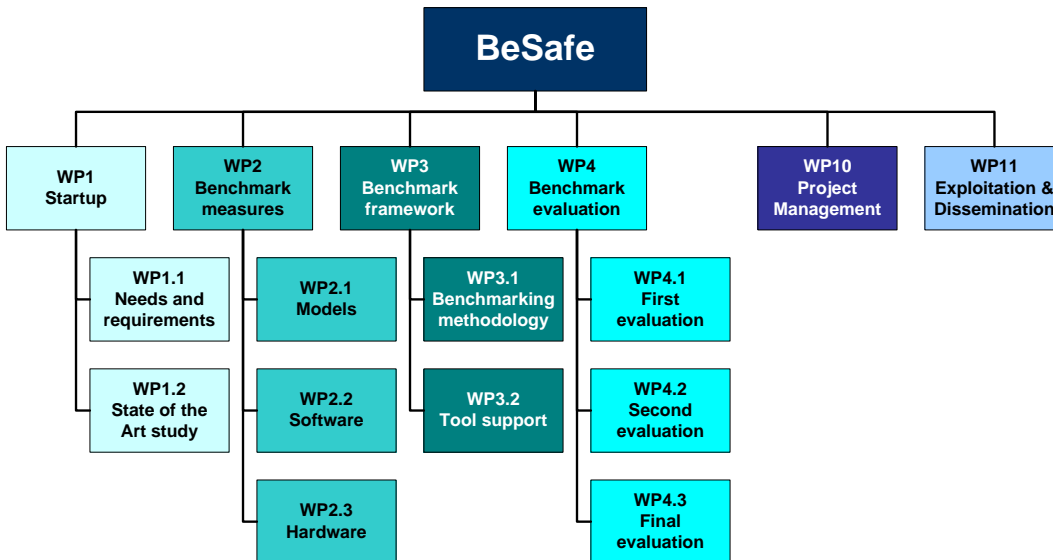 BeSafe
WP1
Startup
WP2
Benchmark
measures
WP3
Benchmark
framework
WP4
Benchmark
evaluation
WP10
Project
Management
WP11
Exploitation &
Dissemination
WP1.1
Needs and
requirements
WP2.1
Models
WP3.1
Benchmarking
methodology
WP4.1
First
evaluation
WP1.2
State of the
Art study
WP2.2
Software
WP3.2
Tool support
WP4.2
Second
evaluation
WP2.3
Hardware
WP4.3
Final
evaluation